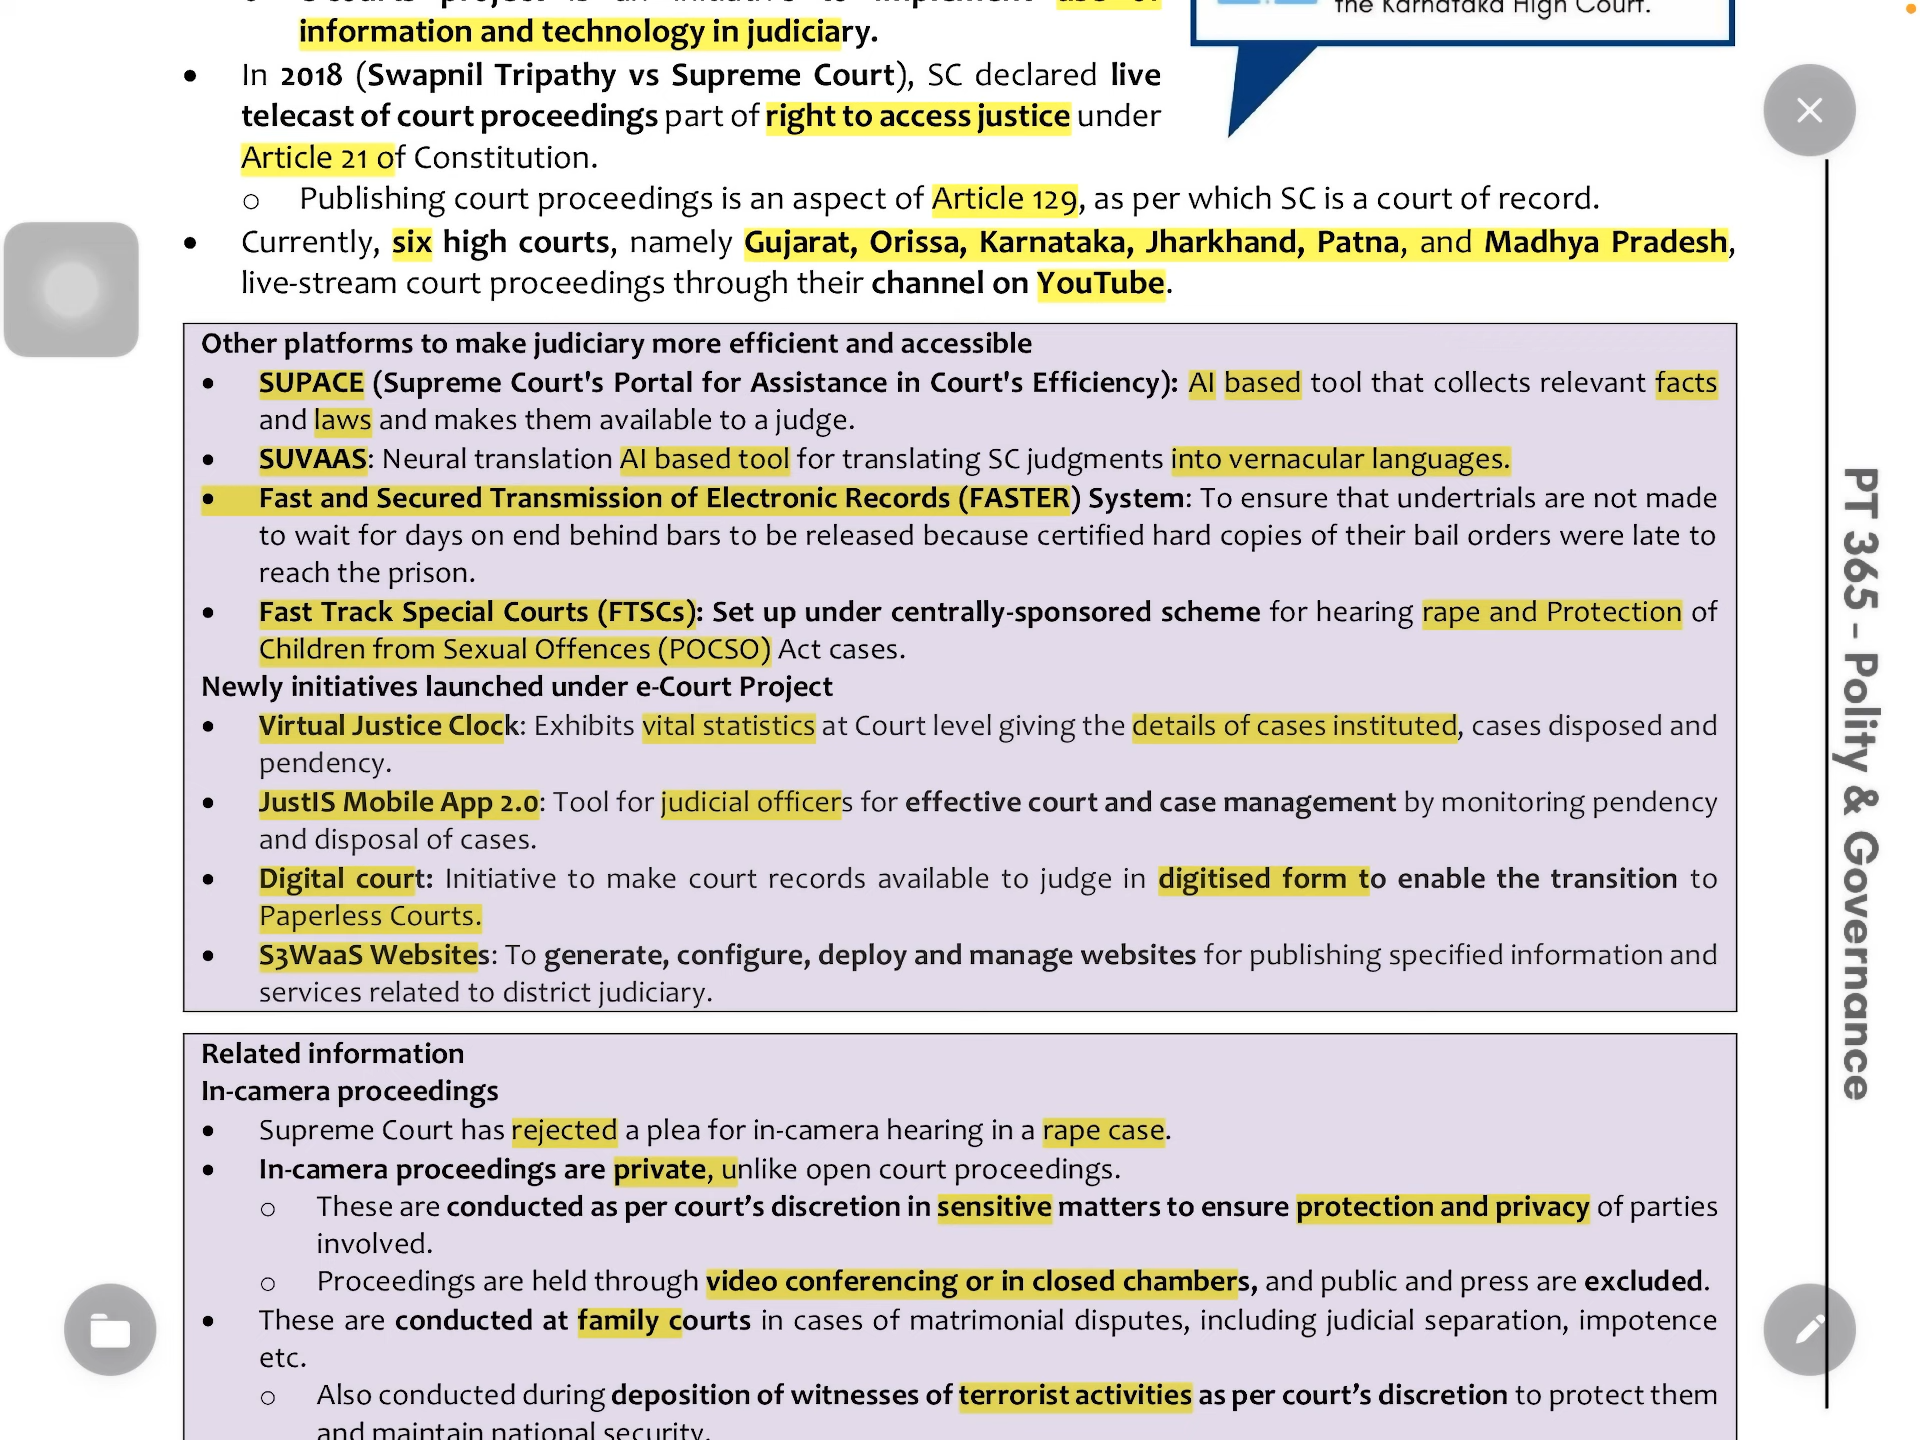 information and technology in judiciary.
the Karnataka High Court.
• In 2018 (Swapnil Tripathy vs Supreme Court), SC declared live
telecast of court proceedings part of right to access justice under
Article 21 of Constitution.
o Publishing court proceedings is an aspect of Article 129, as per which SC is a court of record.
• Currently, six high courts, namely Gujarat, Orissa, Karnataka, Jharkhand, Patna, and Madhya Pradesh,
live-stream court proceedings through their channel on YouTube.
Other platforms to make judiciary more efficient and accessible
• SUPACE (Supreme Court's Portal for Assistance in Court's Efficiency): AI based tool that collects relevant facts
and laws and makes them available to a judge.
• SUVAAS: Neural translation AI based tool for translating SC judgments into vernacular languages.
• Fast and Secured Transmission of Electronic Records (FASTER) System: To ensure that undertrials are not made
to wait for days on end behind bars to be released because certified hard copies of their bail orders were late to
reach the prison.
• Fast Track Special Courts (FTSCs): Set up under centrally-sponsored scheme for hearing rape and Protection of
Children from Sexual Offences (POCSO) Act cases.
Newly initiatives launched under e-Court Project
• Virtual Justice Clock: Exhibits vital statistics at Court level giving the details of cases instituted, cases disposed and
pendency.
• JustIS Mobile App 2.0: Tool for judicial officers for effective court and case management by monitoring pendency
and disposal of cases.
• Digital court: Initiative to make court records available to judge in digitised form to enable the transition to
Paperless Courts.
• S3WaaS Websites: To generate, configure, deploy and manage websites for publishing specified information and
services related to district judiciary.
Related information
In-camera proceedings
• Supreme Court has rejected a plea for in-camera hearing in a rape case.
• In-camera proceedings are private, unlike open court proceedings.
o These are conducted as per court’s discretion in sensitive matters to ensure protection and privacy of parties
involved.
o Proceedings are held through video conferencing or in closed chambers, and public and press are excluded.
• These are conducted at family courts in cases of matrimonial disputes, including judicial separation, impotence
etc.
o Also conducted during deposition of witnesses of terrorist activities as per court’s discretion to protect them
and maintain national security.
PT 365 - Polity & Governance